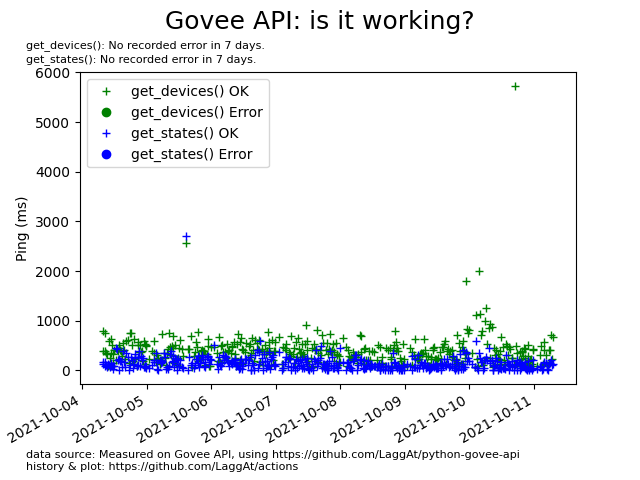 Govee API: is it working?
get_devices(): No recorded error in 7 days.
get_states(): No recorded error in 7 days.
6000
get_devices() OK
get_devices() Error
get_states() OK
get_states() Error
5000
4000
3000
2000
1000
0
Ping (ms)
2021-10-04
2021-10-05
2021-10-06
2021-10-07
2021-10-08
2021-10-09
2021-10-10
2021-10-11
data source: Measured on Govee API, using https://github.com/LaggAt/python-govee-api
history & plot: https://github.com/LaggAt/actions